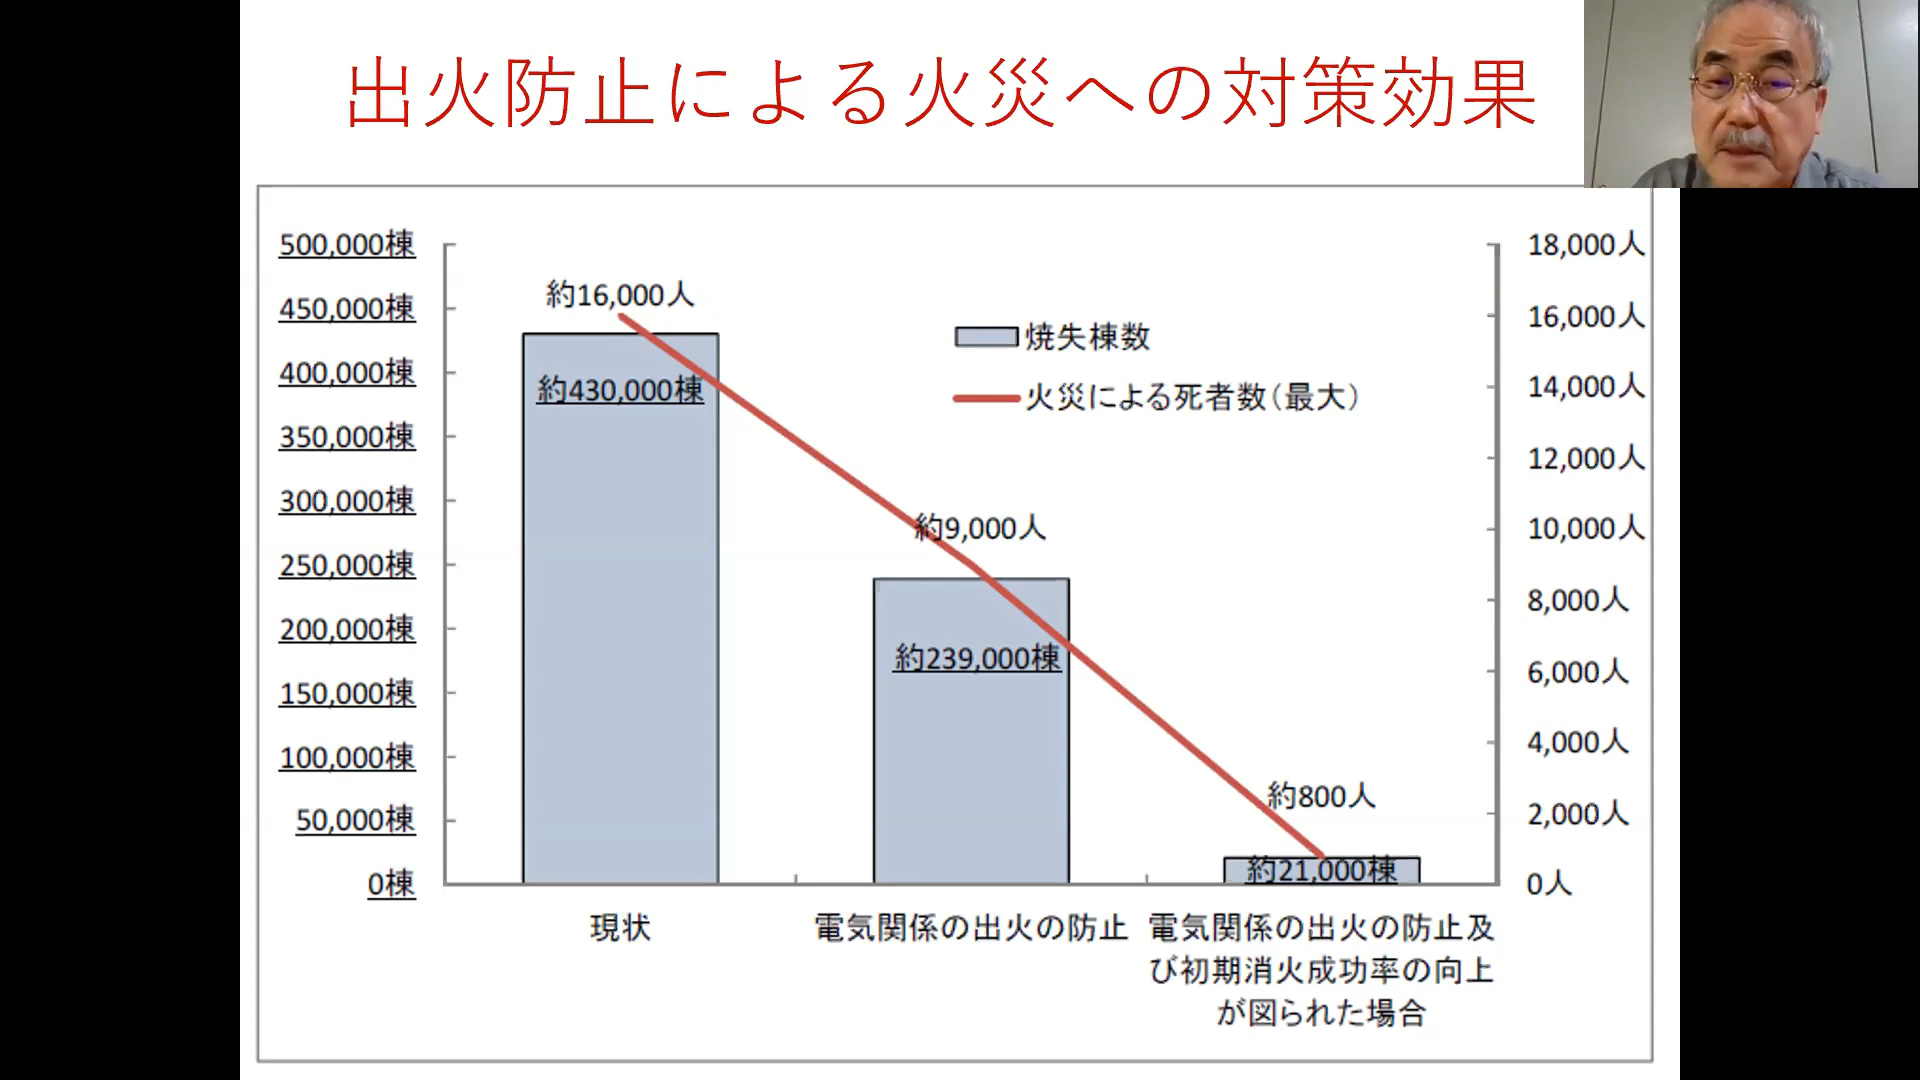 出火防止による火災への対策効果
500,000棟
450,000棟
400,000棟
350,000棟
300,000棟
250,000棟
200,000棟
150,000棟
100,000棟
50,000棟
0棟
約16,000人
約430,000棟
約9,000人
約239,000棟
約800人
約21,000棟
焼失棟数
火災による死者数(最大)
18,000人
16,000人
14,000人
12,000人
10,000人
8,000人
6,000人
4,000人
2,000人
0人
現状
電気関係の出火の防止
電気関係の出火の防止及
び初期消火成功率の向上
が図られた場合